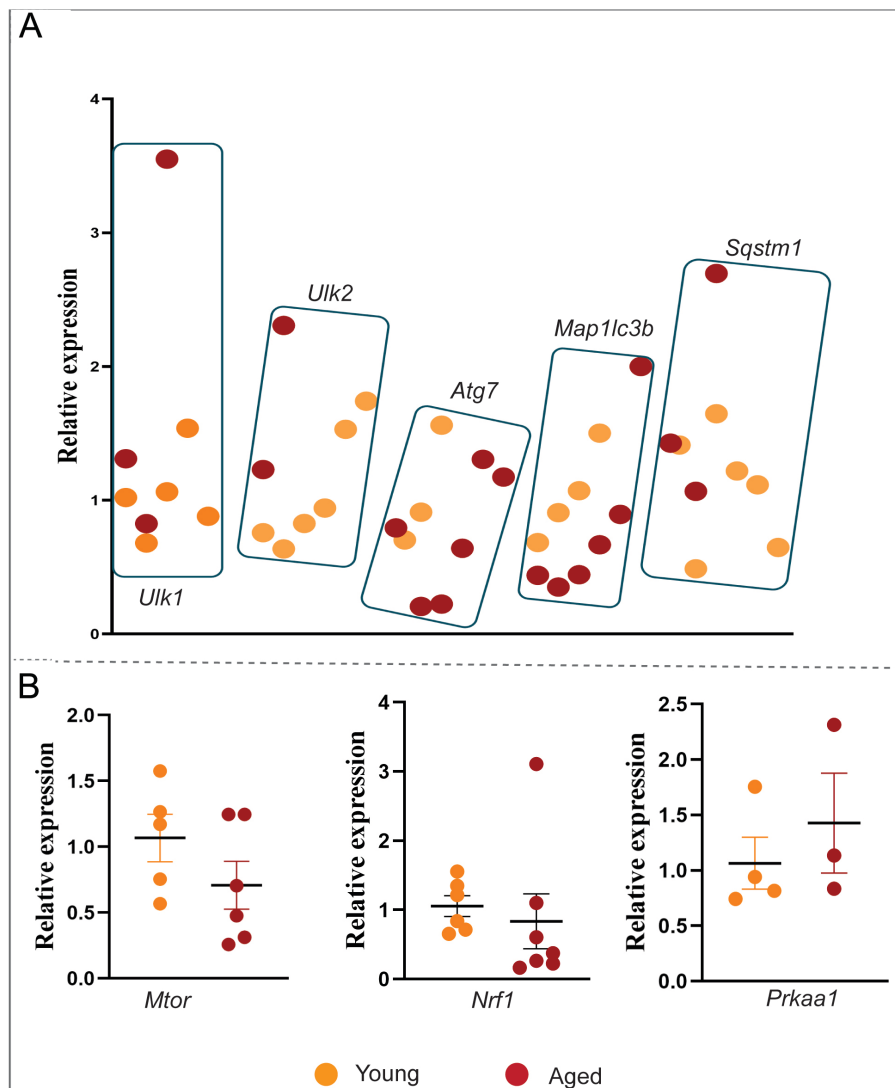 A
4
3
2
1
0
Relative expression
Ulk1
Ulk2
Atg7
Map1lc3b
Sqstm1
B
2.0
1.5
1.0
0.5
0.0
Relative expression
Mtor
4
3
2
1
0
Relative expression
Nrf1
2.5
2.0
1.5
1.0
0.5
0.0
Relative expression
Prkaa1
Young Aged